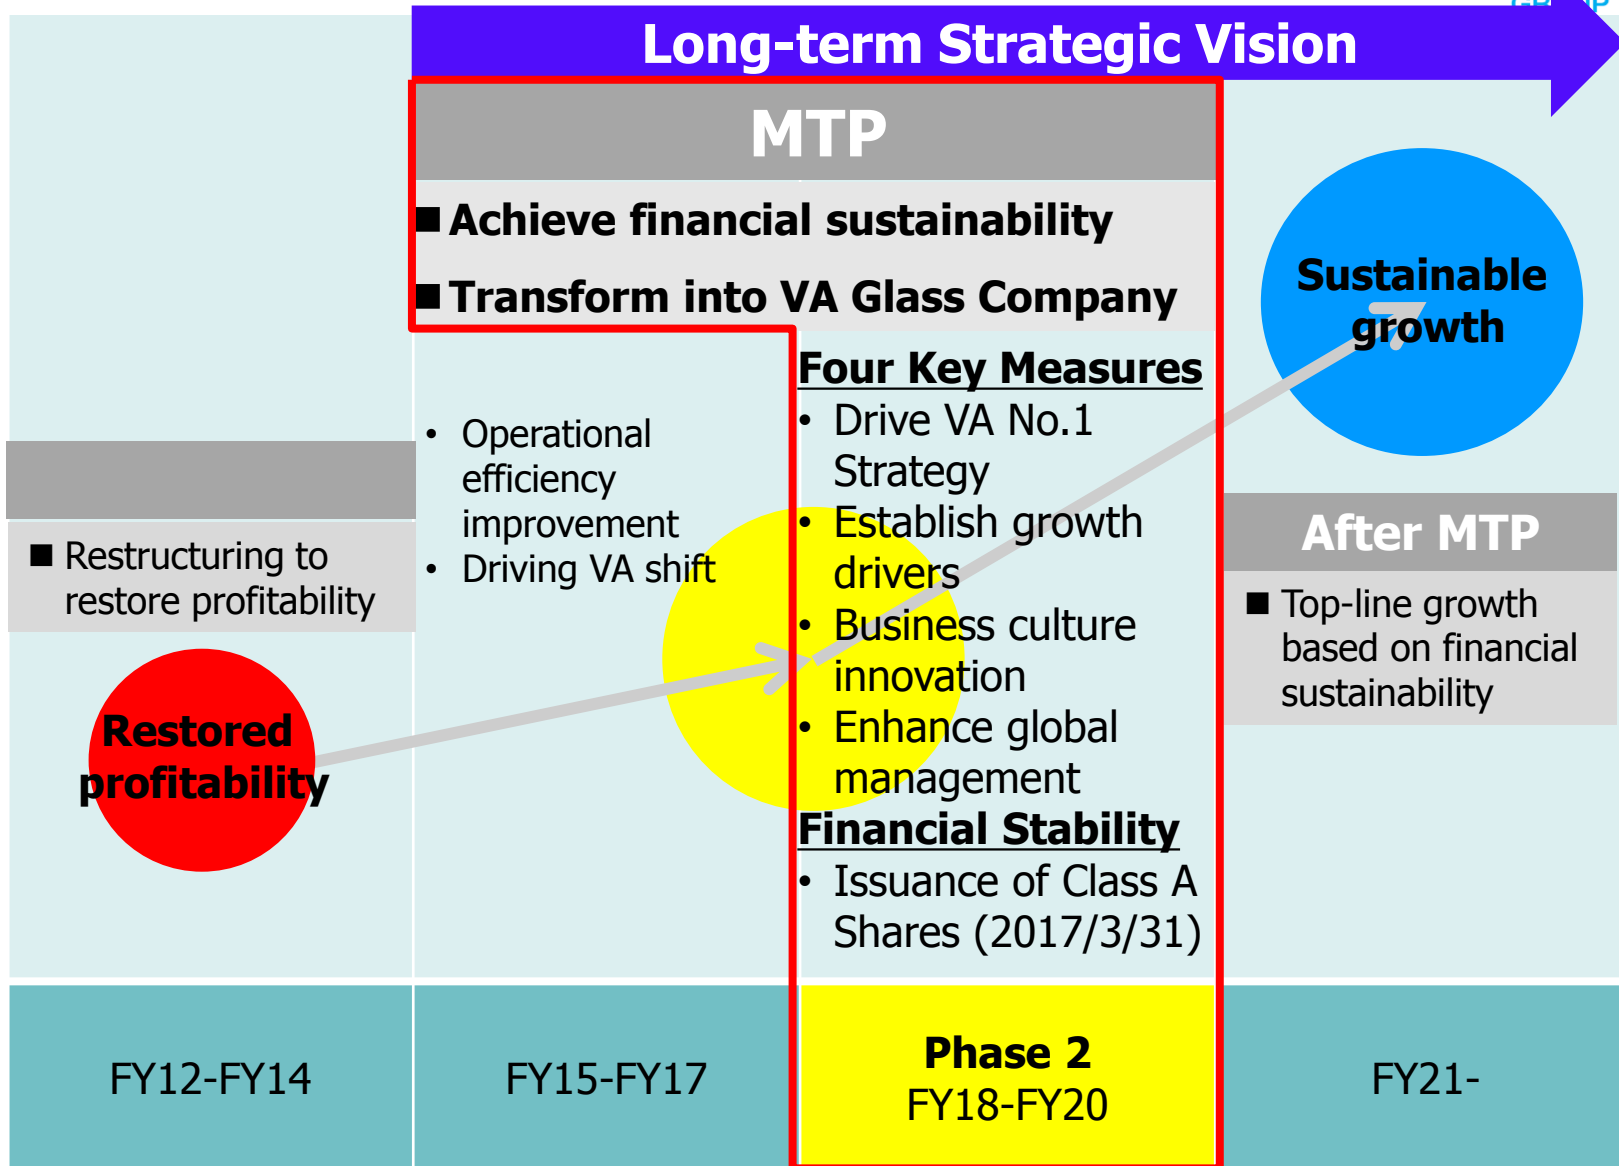 Long-term Strategic Vision
MTP
■ Achieve financial sustainability
■ Transform into VA Glass Company
Sustainable
growth
Four Key Measures
• Drive VA No.1
Strategy
• Establish growth
drivers
• Business culture
innovation
• Enhance global
management
Financial Stability
• Issuance of Class A
Shares (2017/3/31)
• Operational
efficiency
improvement
• Driving VA shift
■ Restructuring to
restore profitability
Restored
profitability
After MTP
■ Top-line growth
based on financial
sustainability
FY12-FY14
FY15-FY17
Phase 2
FY18-FY20
FY21-